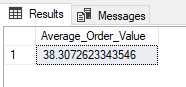 Results Messages
Average_Order_Value
1 38.3072623343546